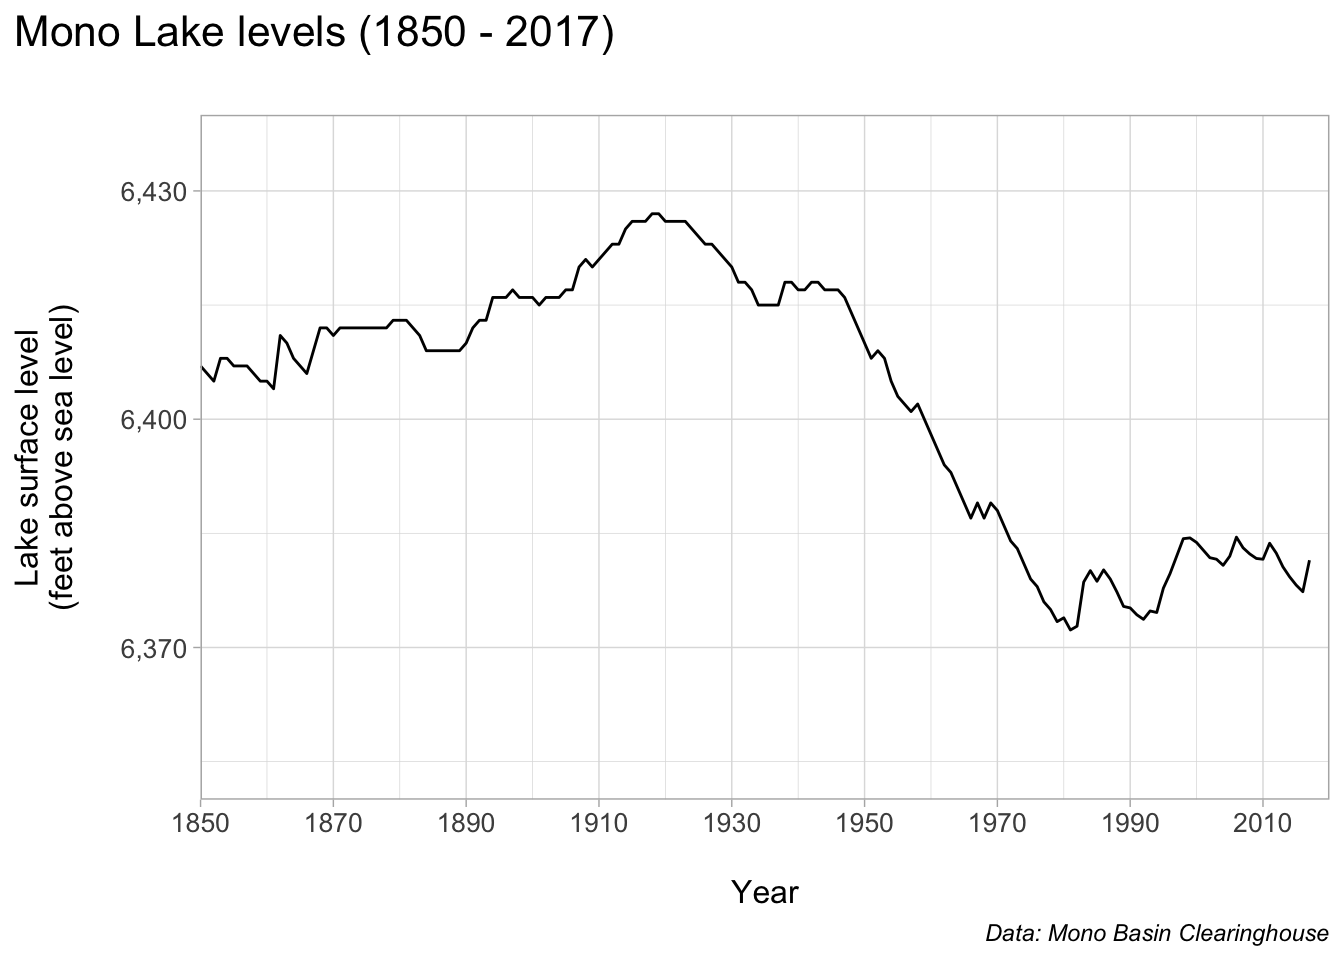 Mono Lake levels (1850 - 2017)
Lake surface level
(feet above sea level)
6,430
6,400
6,370
1850 1870 1890 1910 1930 1950 1970 1990 2010
Year
Data: Mono Basin Clearinghouse